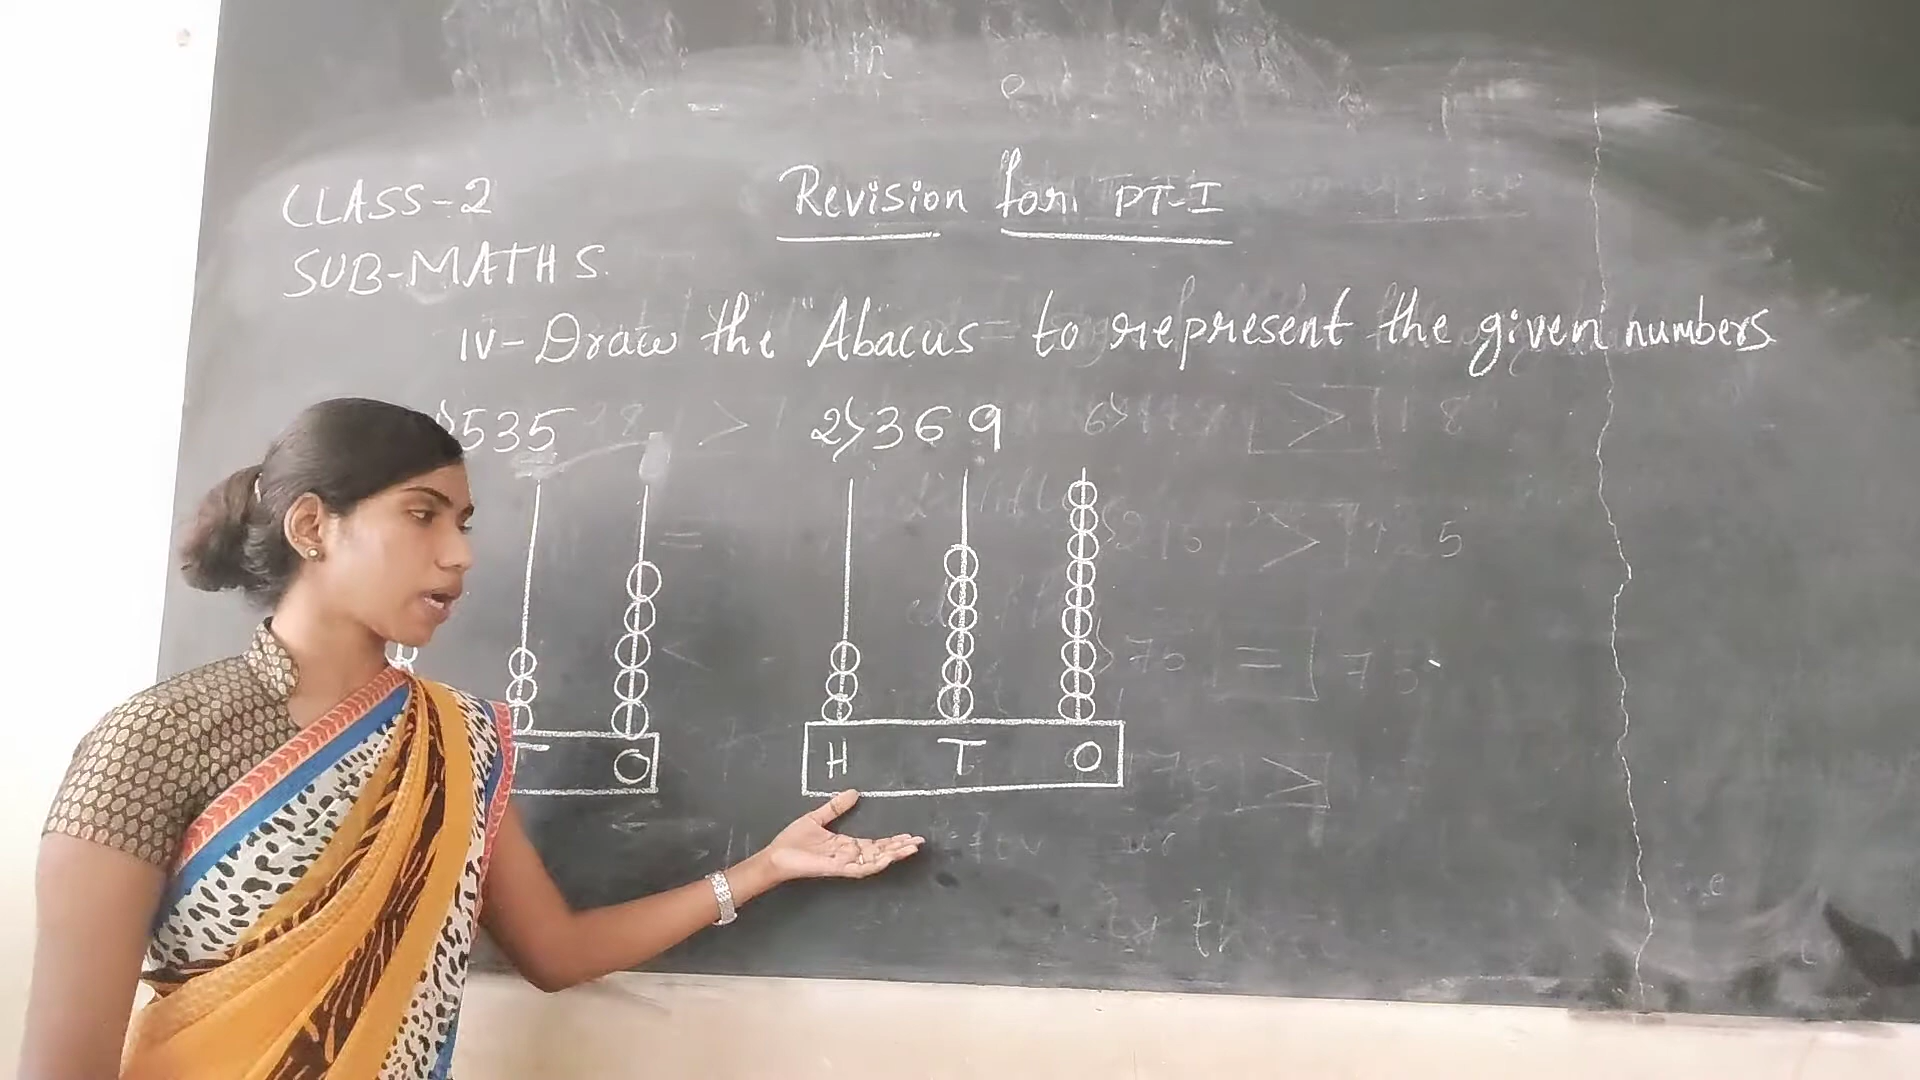 CLASS-2
Revision for PT-I
SUB-MATHS.
IV-Draw the "Abacus" to represent the given numbers
535
2) 369
T O
H T O